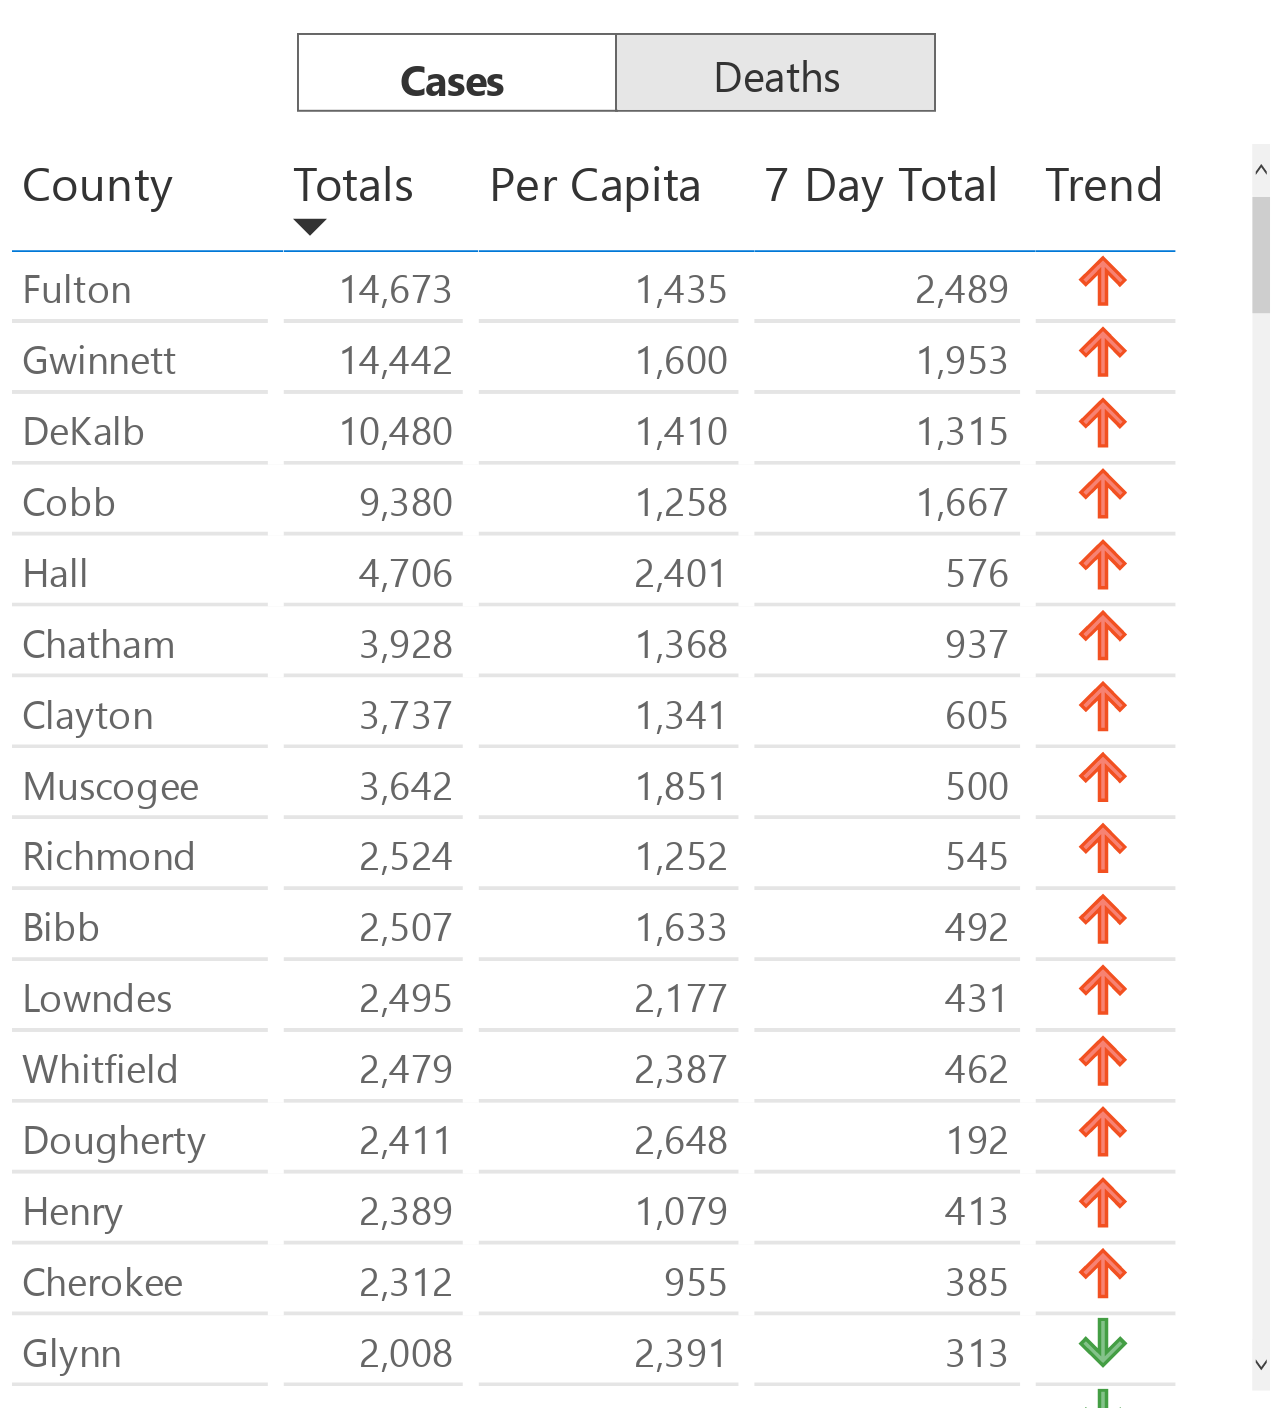 Cases Deaths
County Totals Per Capita 7 Day Total Trend
Fulton 14,673 1,435 2,489
Gwinnett 14,442 1,600 1,953
DeKalb 10,480 1,410 1,315
Cobb 9,380 1,258 1,667
Hall 4,706 2,401 576
Chatham 3,928 1,368 937
Clayton 3,737 1,341 605
Muscogee 3,642 1,851 500
Richmond 2,524 1,252 545
Bibb 2,507 1,633 492
Lowndes 2,495 2,177 431
Whitfield 2,479 2,387 462
Dougherty 2,411 2,648 192
Henry 2,389 1,079 413
Cherokee 2,312 955 385
Glynn 2,008 2,391 313